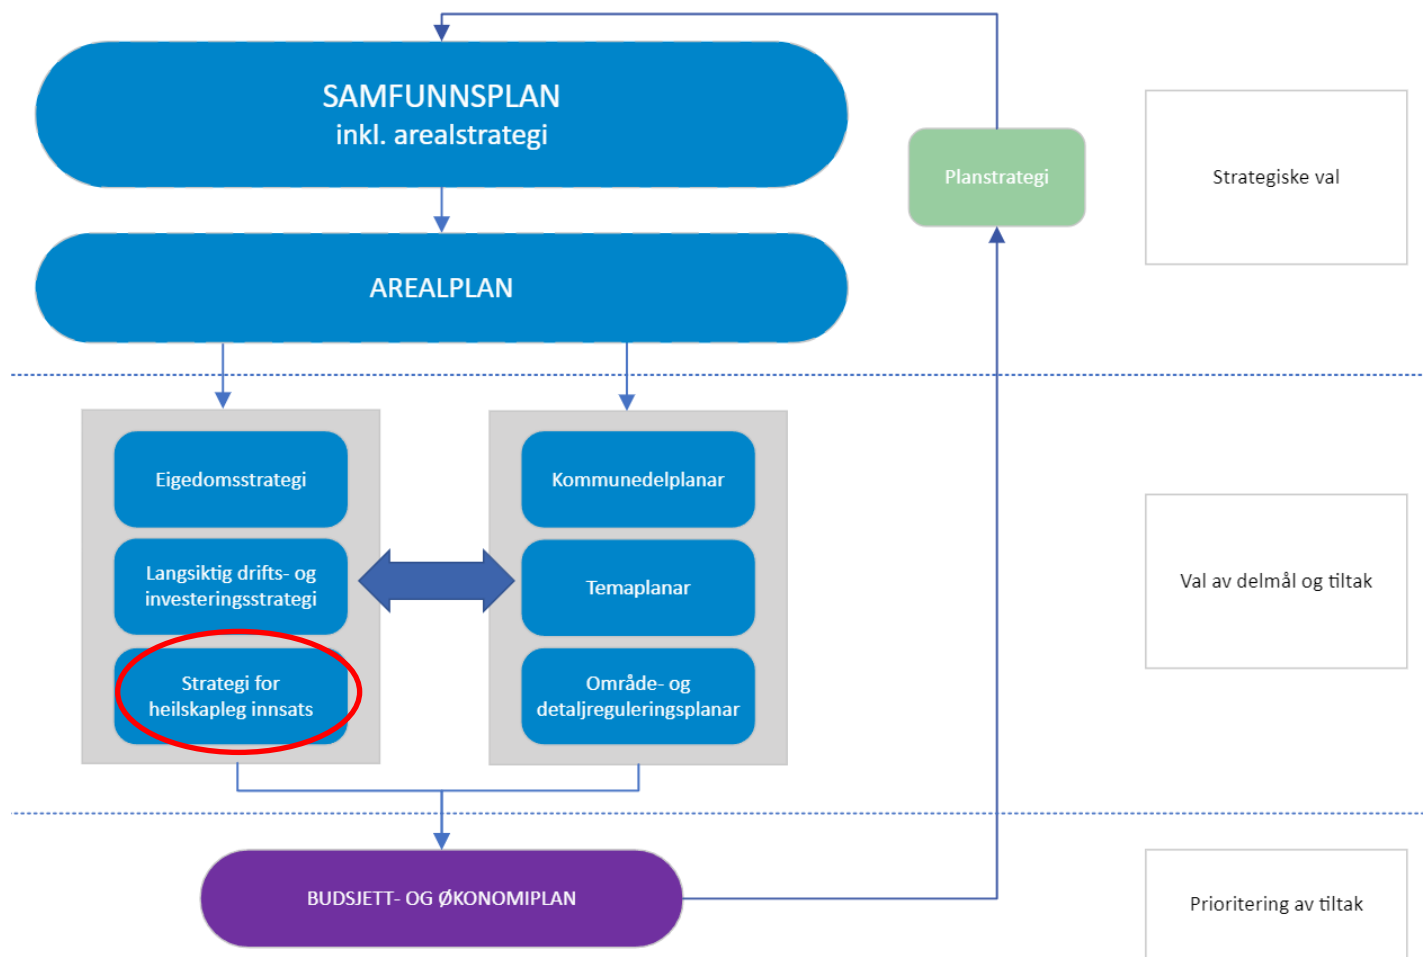 SAMFUNNSPLAN
inkl. arealstrategi
Planstrategi
Strategiske val
AREALPLAN
Eigedomsstrategi
Langsiktig drifts- og
investeringsstrategi
Strategi for
heilskapleg innsats
Kommunedelplanar
Temaplanar
Område- og
detaljreguleringsplanar
Val av delmål og tiltak
BUDSJETT- OG ØKONOMIPLAN
Prioritering av tiltak